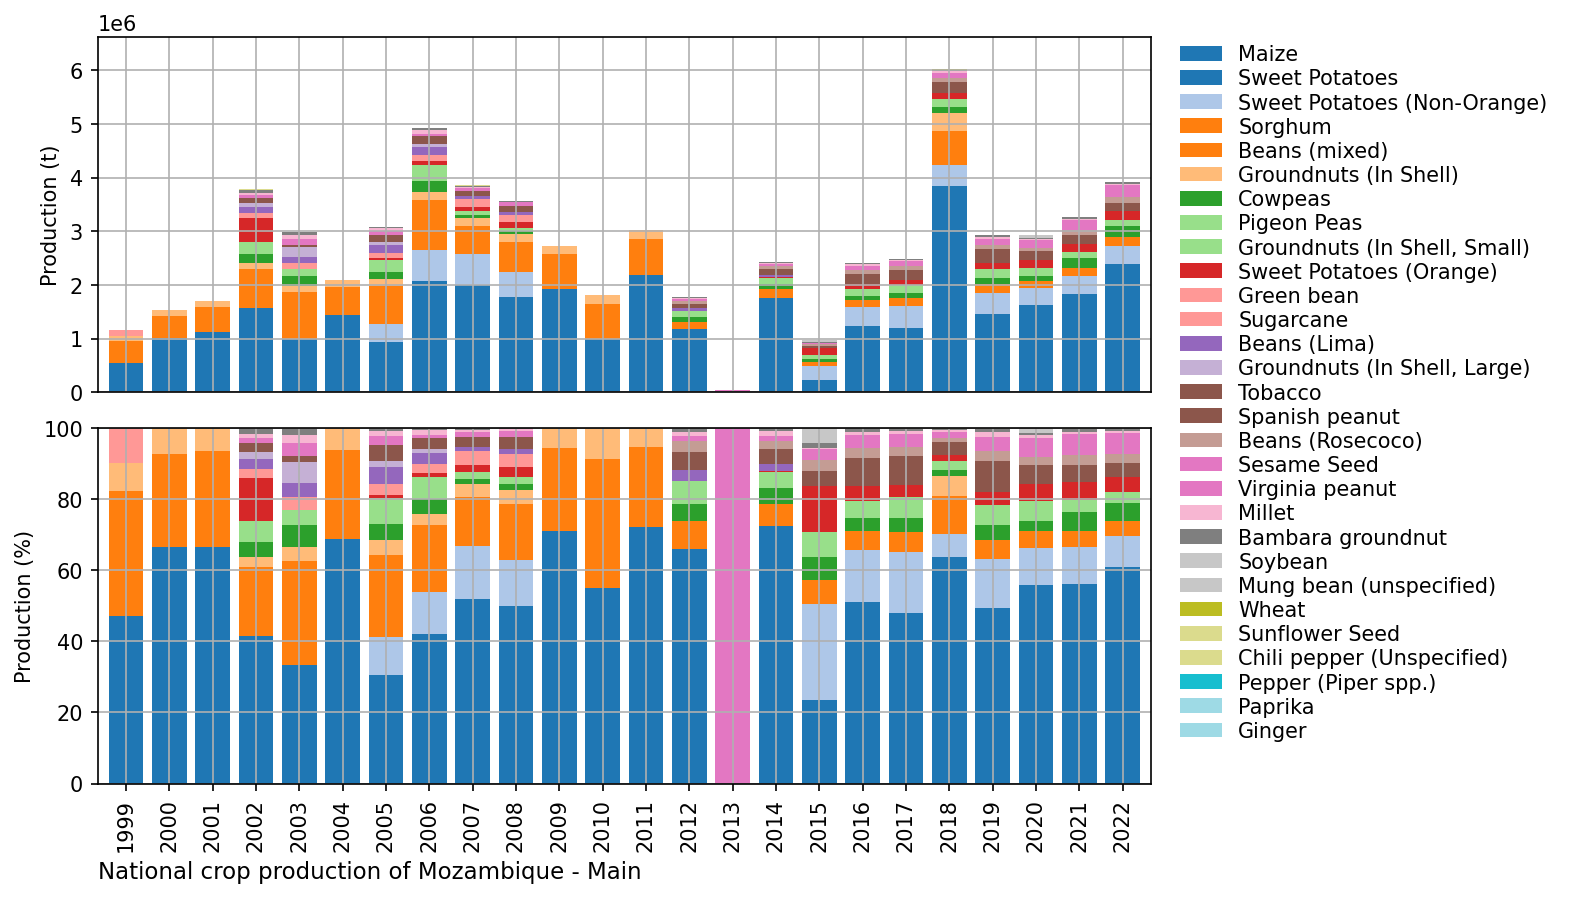 1e6
Production (t)
6
5
4
3
2
1
0
Production (%)
100
80
60
40
20
0
1999 2000 2001 2002 2003 2004 2005 2006 2007 2008 2009 2010 2011 2012 2013 2014 2015 2016 2017 2018 2019 2020 2021 2022
National crop production of Mozambique - Main
Maize
Sweet Potatoes
Sweet Potatoes (Non-Orange)
Sorghum
Beans (mixed)
Groundnuts (In Shell)
Cowpeas
Pigeon Peas
Groundnuts (In Shell, Small)
Sweet Potatoes (Orange)
Green bean
Sugarcane
Beans (Lima)
Groundnuts (In Shell, Large)
Tobacco
Spanish peanut
Beans (Rosecoco)
Sesame Seed
Virginia peanut
Millet
Bambara groundnut
Soybean
Mung bean (unspecified)
Wheat
Sunflower Seed
Chili pepper (Unspecified)
Pepper (Piper spp.)
Paprika
Ginger